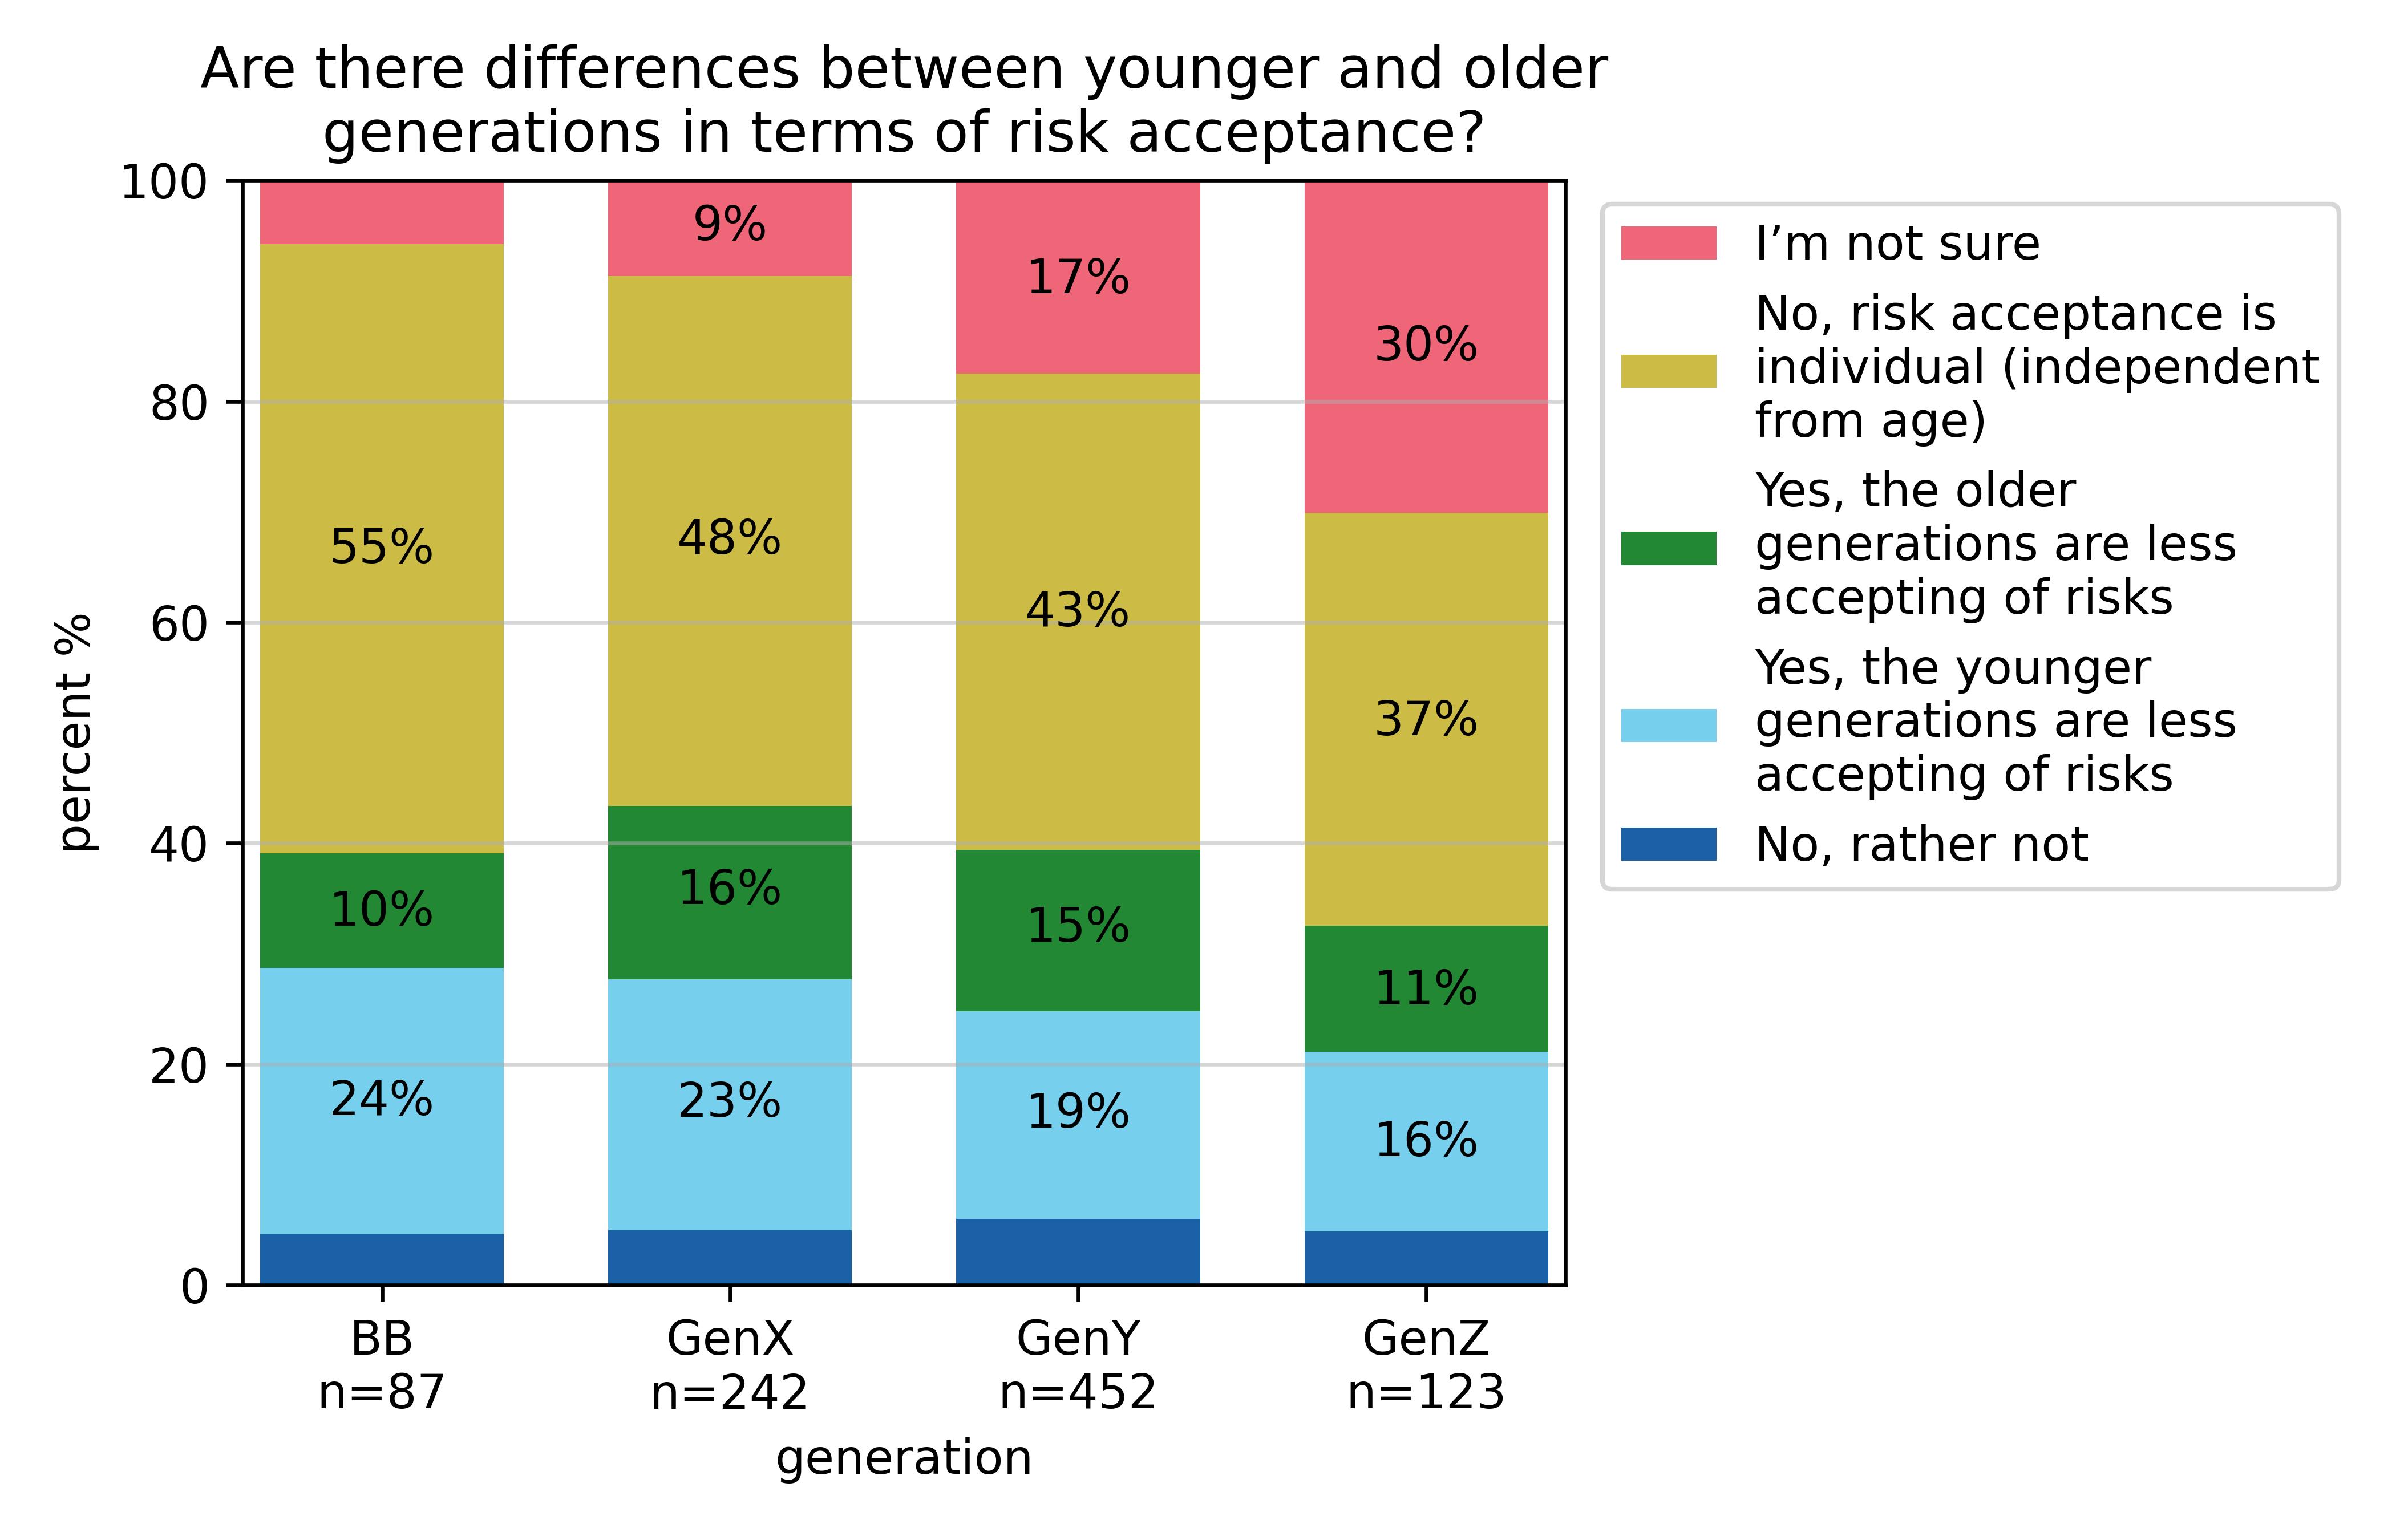 Are there differences between younger and older
generations in terms of risk acceptance?
percent %
100
80
60
40
20
0
55%
10%
24%
9%
48%
16%
23%
17%
43%
15%
19%
30%
37%
11%
16%
BB
n=87
GenX
n=242
GenY
n=452
GenZ
n=123
generation
I’m not sure
No, risk acceptance is
individual (independent
from age)
Yes, the older
generations are less
accepting of risks
Yes, the younger
generations are less
accepting of risks
No, rather not